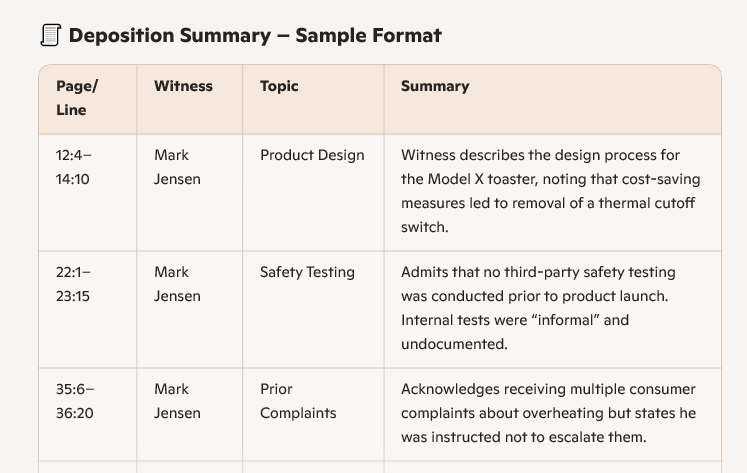 Deposition Summary – Sample Format
Page/
Line
Witness
Topic
Summary
12:4–
14:10
Mark
Jensen
Product Design
Witness describes the design process for
the Model X toaster, noting that cost-saving
measures led to removal of a thermal cutoff
switch.
22:1–
23:15
Mark
Jensen
Safety Testing
Admits that no third-party safety testing
was conducted prior to product launch.
Internal tests were “informal” and
undocumented.
35:6–
36:20
Mark
Jensen
Prior
Complaints
Acknowledges receiving multiple consumer
complaints about overheating but states he
was instructed not to escalate them.